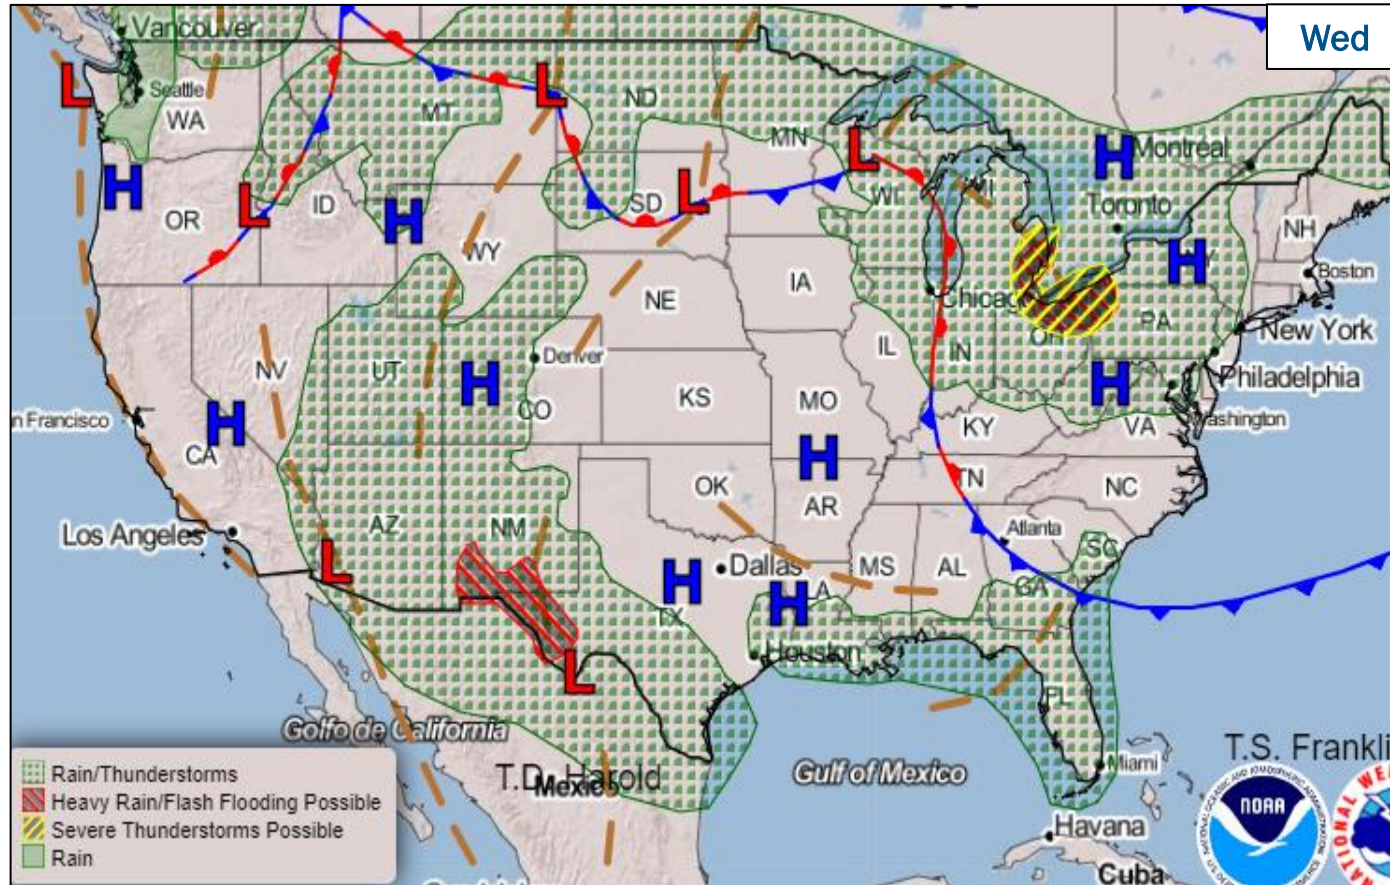 Wed
Vancouver
Seattle
WA
MT
ND
MN
Montréal
L
L
L
L
L
H
H
H
OR
ID
SD
WI
MI
Toronto
NH
WY
H
Boston
NE
IA
Chicag
PA
New York
NV
UT
H
Denver
CO
KS
IL
IN
OH
H
Philadelphia
n Francisco
H
CA
MO
KY
VA
ashington
H
OK
AR
TN
NC
Los Angeles
AZ
NM
Atlanta
SC
L
H
Dallas
H
LA
MS
AL
GA
TX
Houston
L
FL
Golfo de California
T.D. Harold
Mexico
Gulf of Mexico
T.S. Frankli
Miami
Havana
Cuba
Rain/Thunderstorms
Heavy Rain/Flash Flooding Possible
Severe Thunderstorms Possible
Rain
NOAA